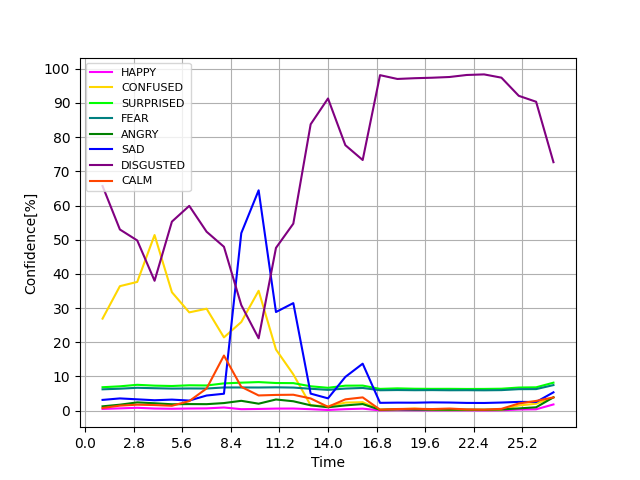 100
90
80
70
60
50
40
30
20
10
0
Confidence[%]
HAPPY
CONFUSED
SURPRISED
FEAR
ANGRY
SAD
DISGUSTED
CALM
0.0 2.8 5.6 8.4 11.2 14.0 16.8 19.6 22.4 25.2
Time